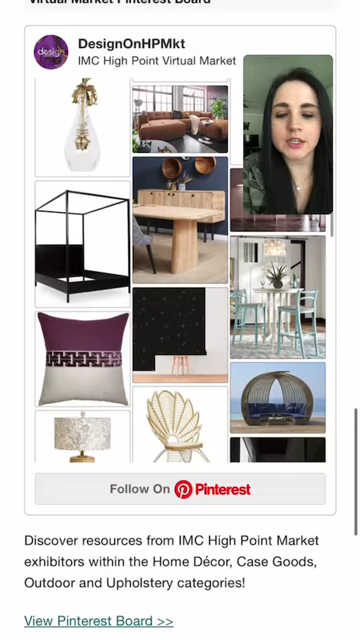 Virtual Market Pinterest Board
design
DesignOnHPMkt
IMC High Point Virtual Market
Follow On Pinterest
Discover resources from IMC High Point Market
exhibitors within the Home Décor, Case Goods,
Outdoor and Upholstery categories!
View Pinterest Board >>